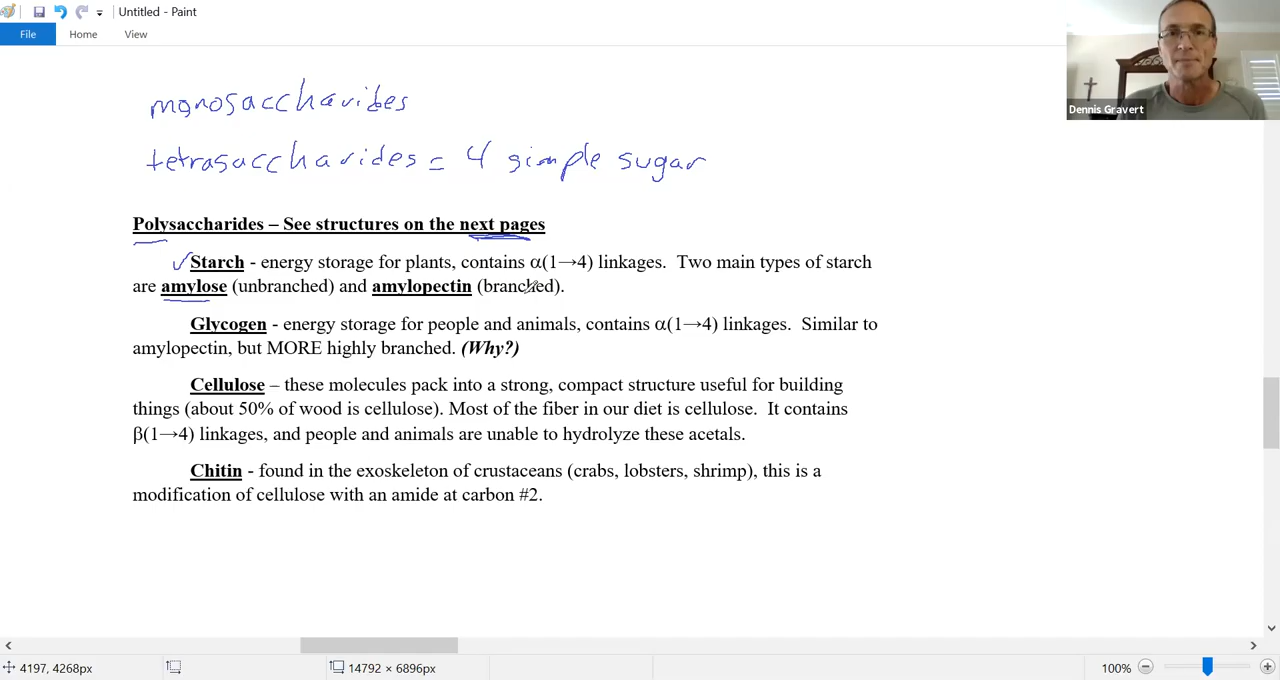 Untitled - Paint
File Home View
Dennis Gravert
monosaccharides
tetrasaccharides = 4 simple sugar
Polysaccharides – See structures on the next pages
✓Starch - energy storage for plants, contains α(1→4) linkages. Two main types of starch
are amylose (unbranched) and amylopectin (branched).
Glycogen - energy storage for people and animals, contains α(1→4) linkages. Similar to
amylopectin, but MORE highly branched. (Why?)
Cellulose – these molecules pack into a strong, compact structure useful for building
things (about 50% of wood is cellulose). Most of the fiber in our diet is cellulose. It contains
β(1→4) linkages, and people and animals are unable to hydrolyze these acetals.
Chitin - found in the exoskeleton of crustaceans (crabs, lobsters, shrimp), this is a
modification of cellulose with an amide at carbon #2.
4197, 4268px 14792 × 6896px 100%